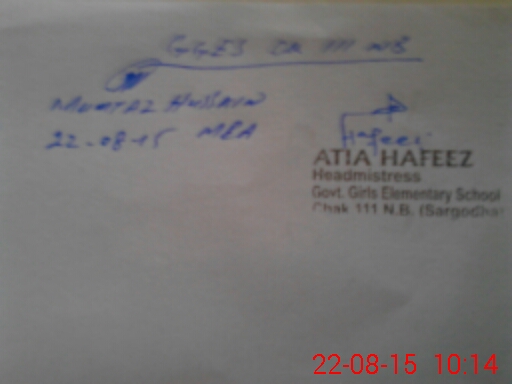 GGES CH 111 NB
MUMTAZ HUSSAIN
22-08-15 MEA
Hafeez
ATIA HAFEEZ
Headmistress
Govt. Girls Elementary School
Chak 111 N.B. (Sargodha)
22-08-15 10:14